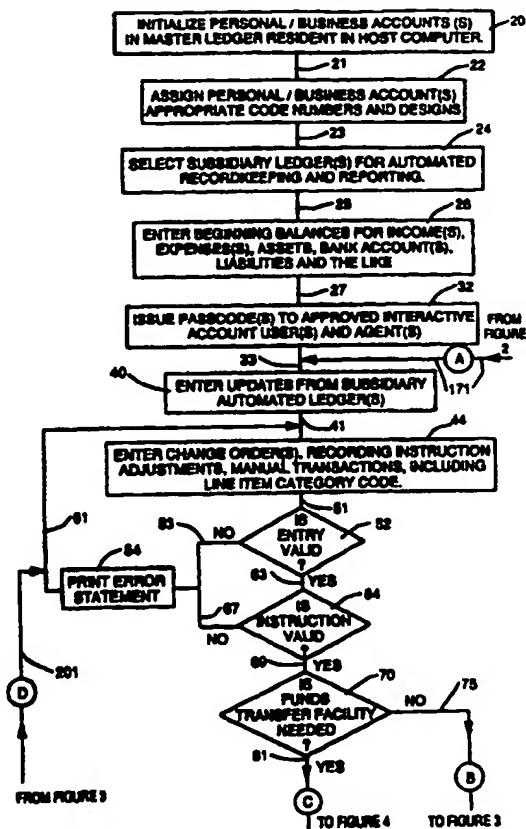 INITIALIZE PERSONAL / BUSINESS ACCOUNTS (S)
IN MASTER LEDGER RESIDENT IN HOST COMPUTER.
20
21
22
ASSIGN PERSONAL / BUSINESS ACCOUNT(S)
APPROPRIATE CODE NUMBERS AND DESIGNS
23
24
SELECT SUBSIDIARY LEDGER(S) FOR AUTOMATED
RECORDKEEPING AND REPORTING.
25
26
ENTER BEGINNING BALANCES FOR INCOME(S),
EXPENSES(S), ASSETS, BANK ACCOUNT(S),
LIABILITIES AND THE LIKE
27
32
ISSUE PASSCODE(S) TO APPROVED INTERACTIVE
ACCOUNT USER(S) AND AGENT(S)
FROM
FIGURE
2
33
A
171
40
ENTER UPDATES FROM SUBSIDIARY
AUTOMATED LEDGER(S)
41
44
ENTER CHANGE ORDER(S), RECORDING INSTRUCTION
ADJUSTMENTS, MANUAL TRANSACTIONS, INCLUDING
LINE ITEM CATEGORY CODE.
61
51
53
NO
IS
ENTRY
VALID
?
52
54
PRINT ERROR
STATEMENT
63
YES
67
NO
IS
INSTRUCTION
VALID
?
64
201
69
YES
70
IS
FUNDS
TRANSFER FACILITY
NEEDED
?
NO
75
D
81
YES
B
FROM FIGURE 3
C
TO FIGURE 4
TO FIGURE 3